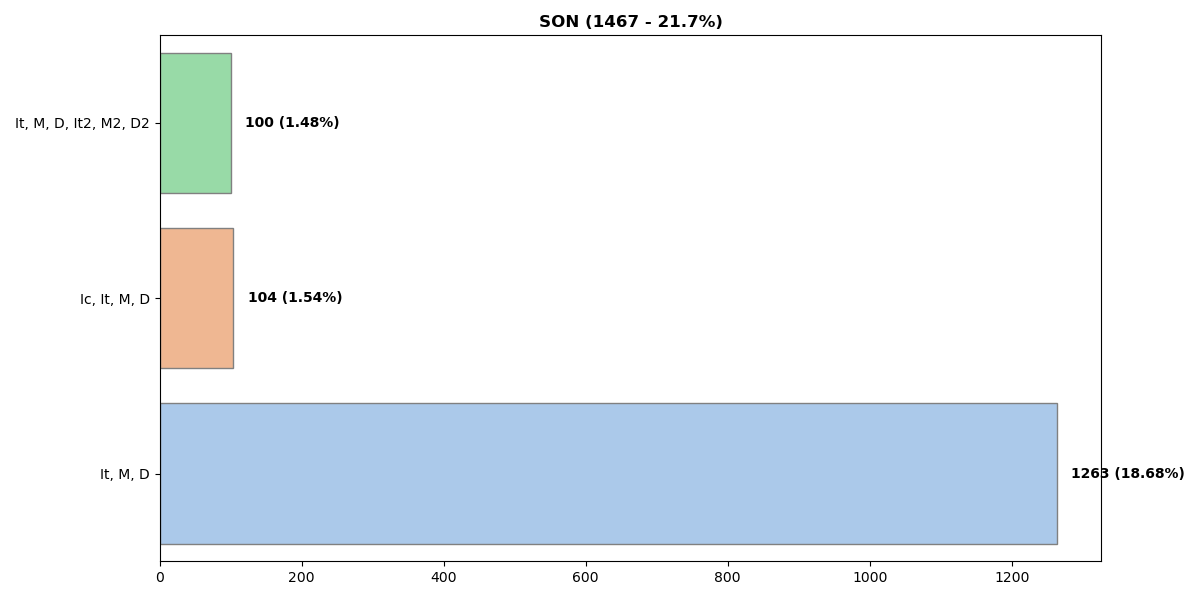 SON (1467 - 21.7%)
It, M, D, It2, M2, D2
100 (1.48%)
Ic, It, M, D
104 (1.54%)
It, M, D
1263 (18.68%)
0 200 400 600 800 1000 1200